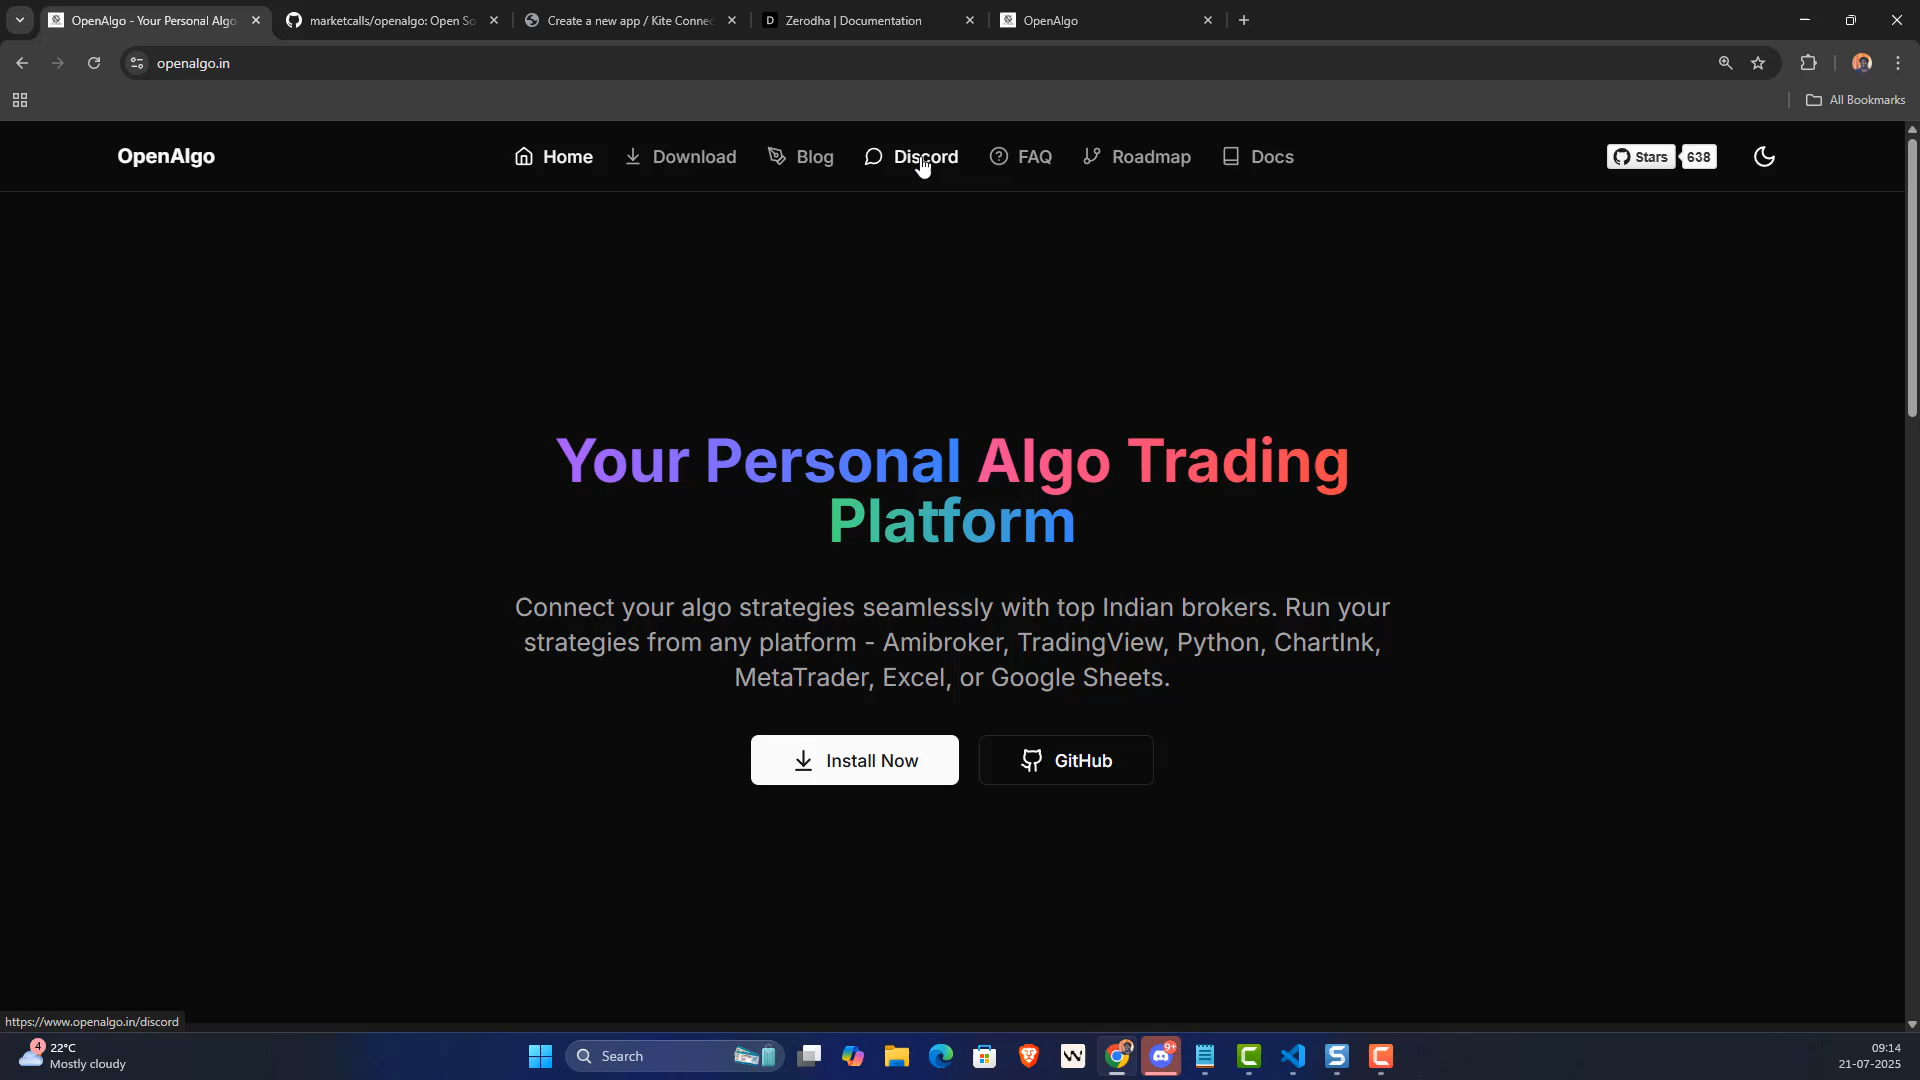 OpenAlgo - Your Personal Algo
marketcalls/openalgo: Open So
Create a new app / Kite Connec
Zerodha | Documentation
OpenAlgo
openalgo.in
All Bookmarks
OpenAlgo
Home
Download
Blog
Discord
FAQ
Roadmap
Docs
Stars
638
Your Personal Algo Trading
Platform
Connect your algo strategies seamlessly with top Indian brokers. Run your
strategies from any platform - Amibroker, TradingView, Python, ChartInk,
MetaTrader, Excel, or Google Sheets.
Install Now
GitHub
https://www.openalgo.in/discord
4
22°C
Mostly cloudy
Search
9+
09:14
21-07-2025